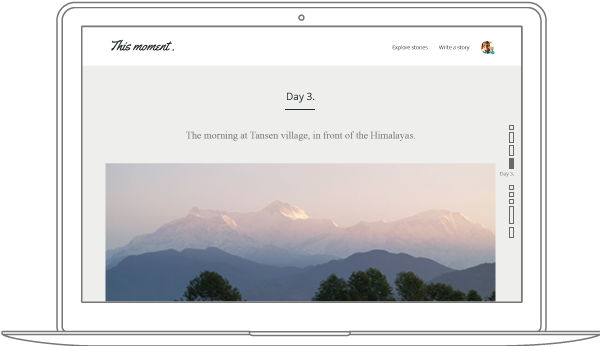 This moment .
Explore stories
Write a story
Day 3.
The morning at Tansen village, in front of the Himalayas.
Day 3.